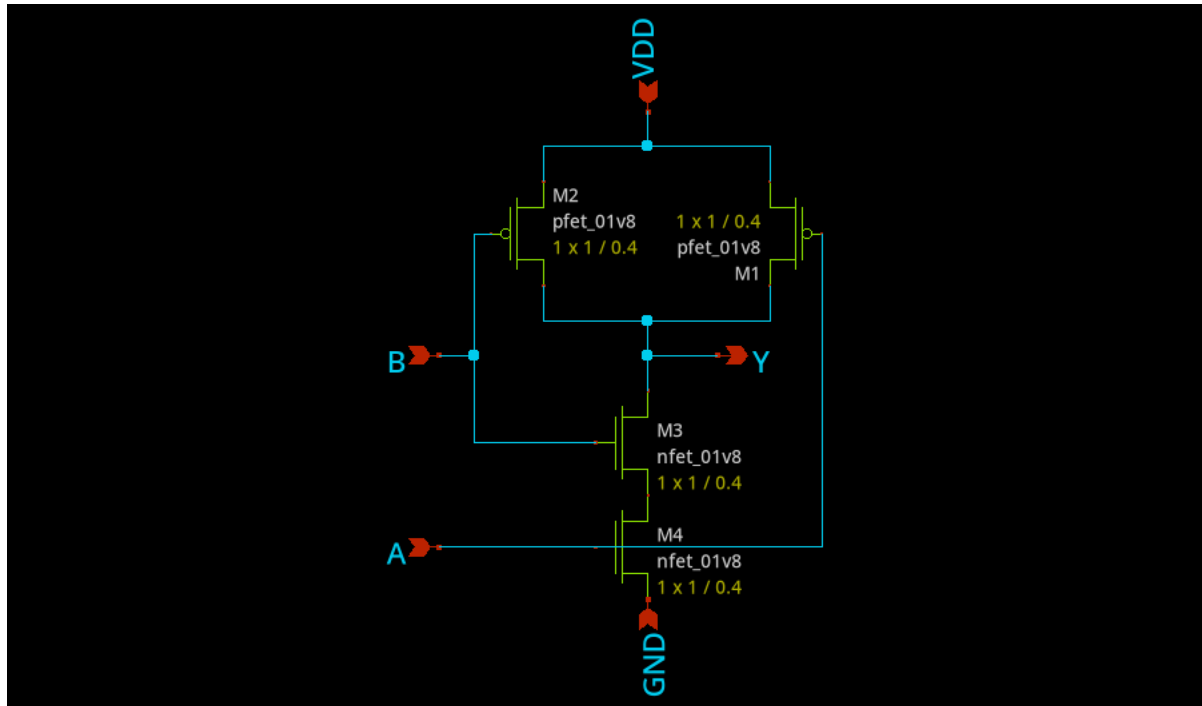 VDD
M2
pfet_01v8
1 x 1 / 0.4
1 x 1 / 0.4
pfet_01v8
M1
B
Y
M3
nfet_01v8
1 x 1 / 0.4
A
M4
nfet_01v8
1 x 1 / 0.4
GND